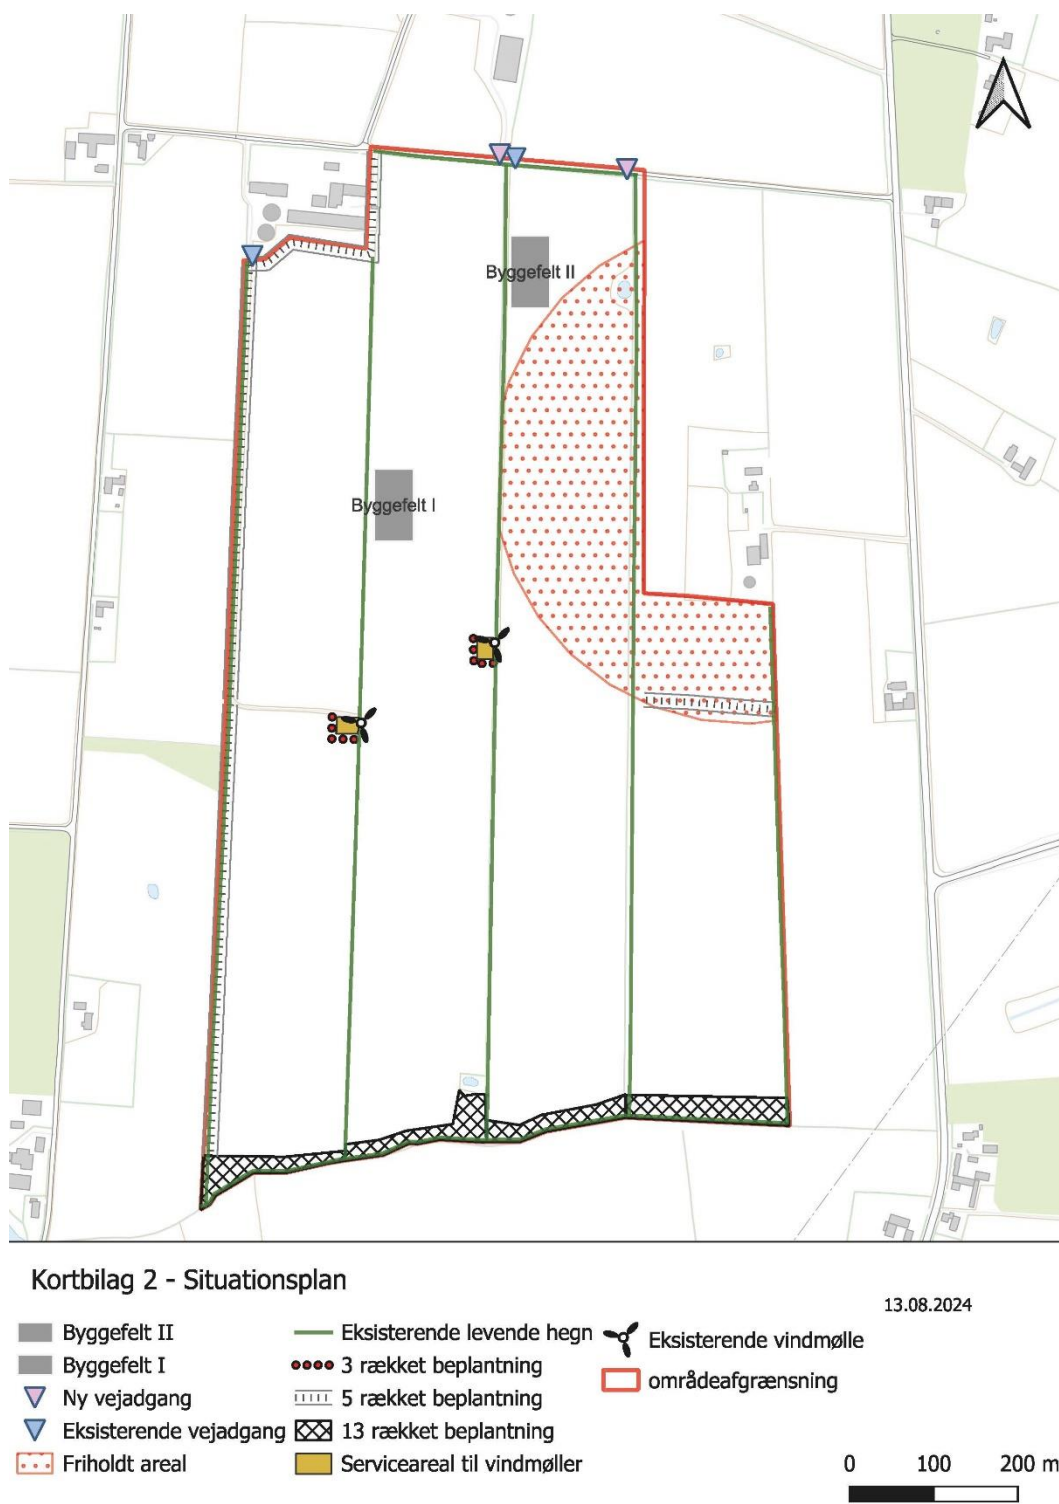 Byggefelt II
Byggefelt I
Kortbilag 2 - Situationsplan
13.08.2024
Byggefelt II
Byggefelt I
Ny vejadgang
Eksisterende vejadgang
Friholdt areal
Eksisterende levende hegn
3 rækket beplantning
5 rækket beplantning
13 rækket beplantning
Serviceareal til vindmøller
Eksisterende vindmølle
områdeafgrænsning
0 100 200 m